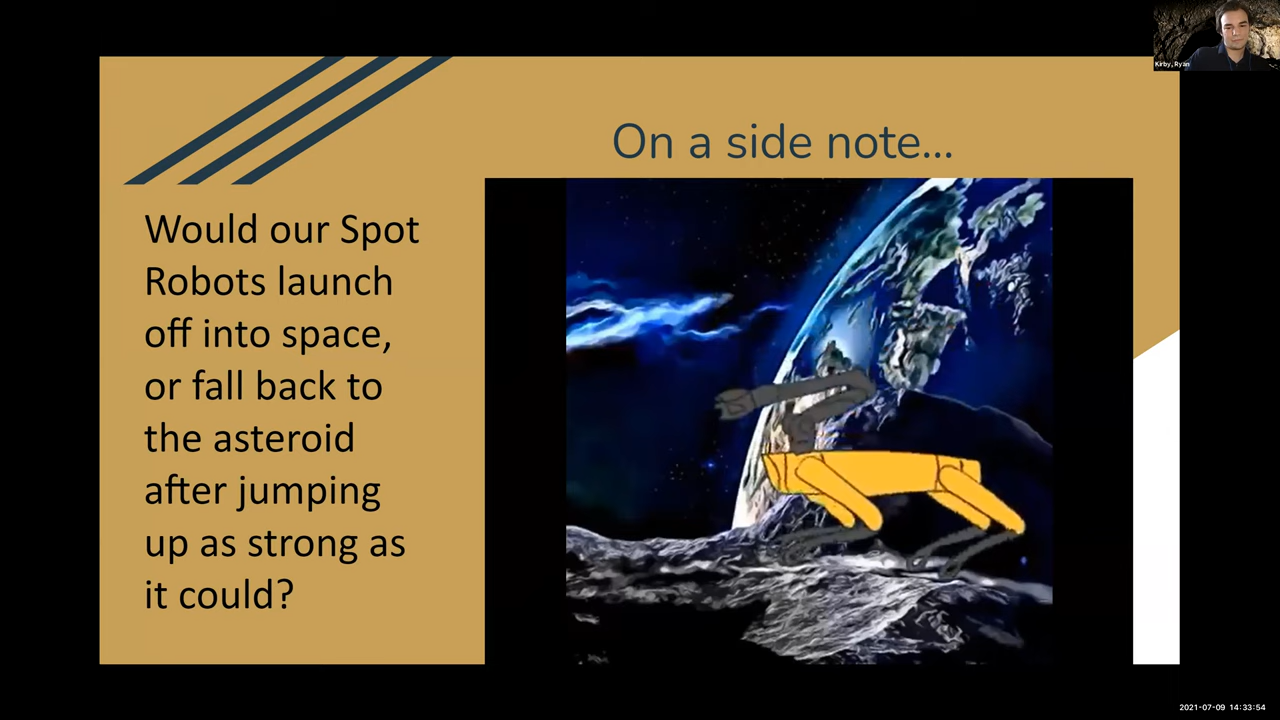 Kirby, Ryan
On a side note...
Would our Spot
Robots launch
off into space,
or fall back to
the asteroid
after jumping
up as strong as
it could?
2021-07-09 14:33:54